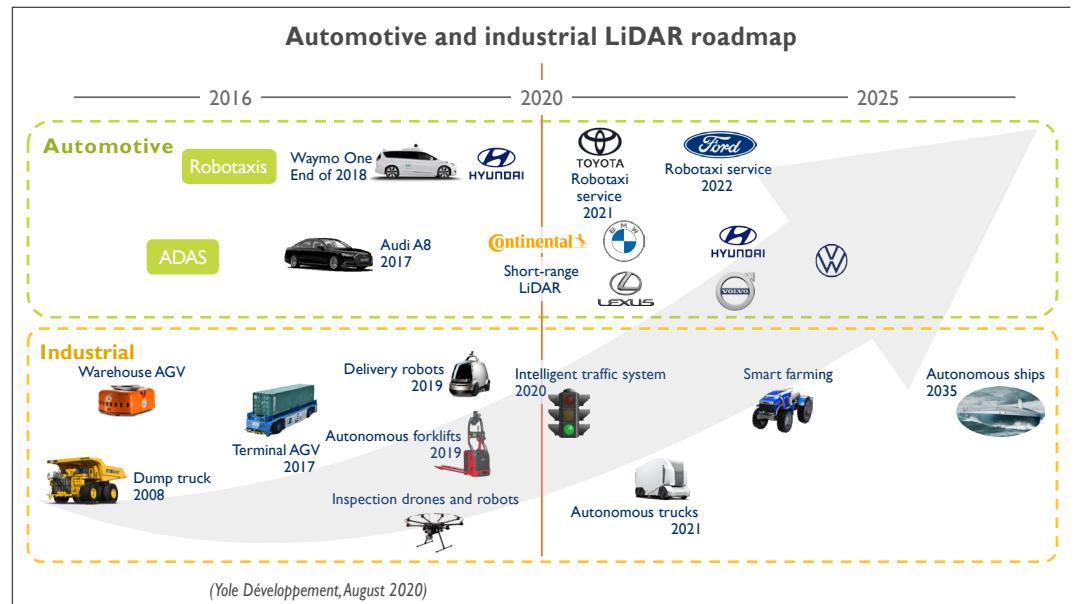 Automotive and industrial LiDAR roadmap
2016
2020
2025
Automotive
Robotaxis
Waymo One
End of 2018
HYUNDAI
TOYOTA
Robotaxi
service
2021
Ford
Robotaxi service
2022
ADAS
Audi A8
2017
Continental
Short-range
LiDAR
BMW
LEXUS
HYUNDAI
VOLVO
VW
Industrial
Warehouse AGV
Dump truck
2008
Terminal AGV
2017
Delivery robots
2019
Autonomous forklifts
2019
Inspection drones and robots
Intelligent traffic system
2020
Autonomous trucks
2021
Smart farming
Autonomous ships
2035
(Yole Développement, August 2020)